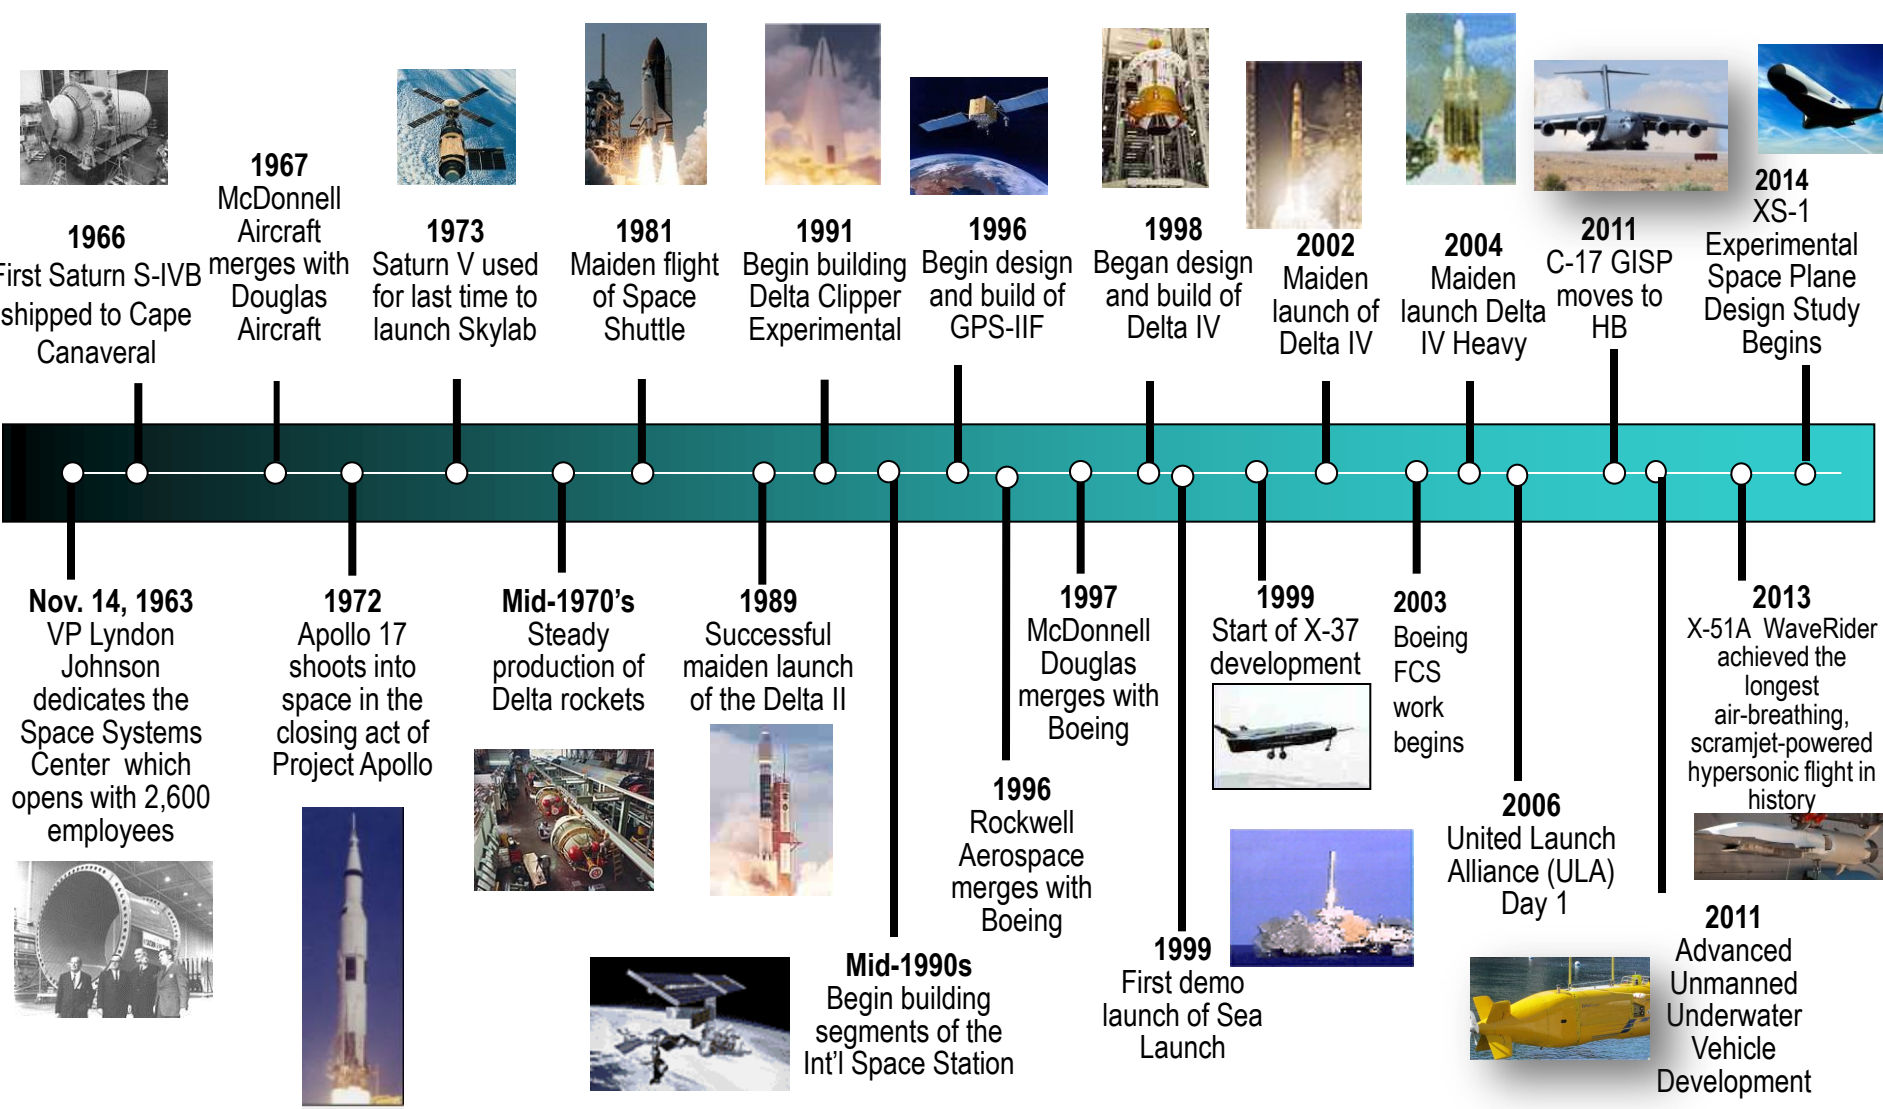 1966
First Saturn S-IVB
shipped to Cape
Canaveral
1967
McDonnell
Aircraft
merges with
Douglas
Aircraft
1973
Saturn V used
for last time to
launch Skylab
1981
Maiden flight
of Space
Shuttle
1991
Begin building
Delta Clipper
Experimental
1996
Begin design
and build of
GPS-IIF
1998
Began design
and build of
Delta IV
2002
Maiden
launch of
Delta IV
2004
Maiden
launch Delta
IV Heavy
2011
C-17 GISP
moves to
HB
2014
XS-1
Experimental
Space Plane
Design Study
Begins
Nov. 14, 1963
VP Lyndon
Johnson
dedicates the
Space Systems
Center which
opens with 2,600
employees
1972
Apollo 17
shoots into
space in the
closing act of
Project Apollo
Mid-1970’s
Steady
production of
Delta rockets
1989
Successful
maiden launch
of the Delta II
Mid-1990s
Begin building
segments of the
Int’l Space Station
1996
Rockwell
Aerospace
merges with
Boeing
1997
McDonnell
Douglas
merges with
Boeing
1999
First demo
launch of Sea
Launch
1999
Start of X-37
development
2003
Boeing
FCS
work
begins
2006
United Launch
Alliance (ULA)
Day 1
2011
Advanced
Unmanned
Underwater
Vehicle
Development
2013
X-51A WaveRider
achieved the
longest
air-breathing,
scramjet-powered
hypersonic flight in
history